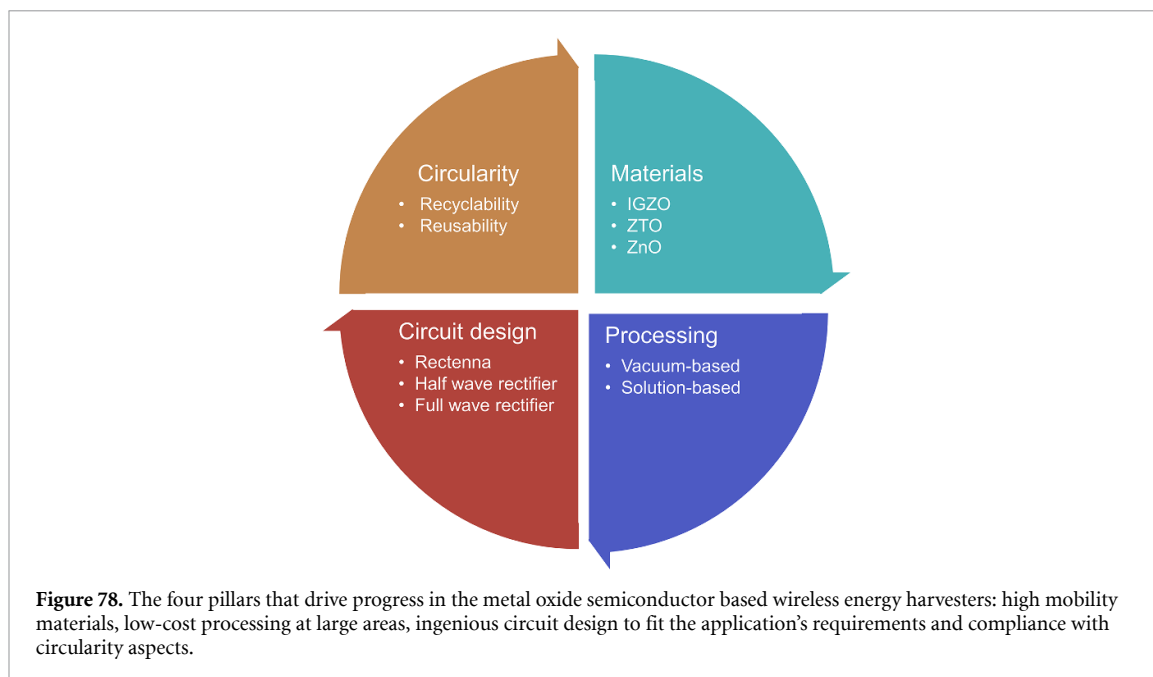 Circularity
• Recyclability
• Reusability
Materials
• IGZO
• ZTO
• ZnO
Circuit design
• Rectenna
• Half wave rectifier
• Full wave rectifier
Processing
• Vacuum-based
• Solution-based
Figure 78. The four pillars that drive progress in the metal oxide semiconductor based wireless energy harvesters: high mobility
materials, low-cost processing at large areas, ingenious circuit design to fit the application's requirements and compliance with
circularity aspects.